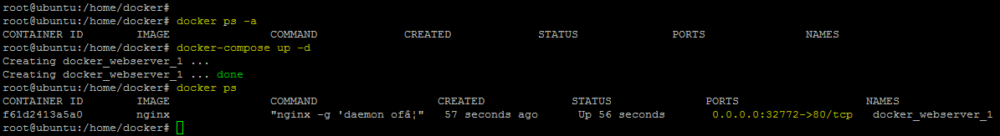 root@ubuntu:/home/docker#
root@ubuntu:/home/docker# docker ps -a
CONTAINER ID IMAGE COMMAND CREATED STATUS PORTS NAMES
root@ubuntu:/home/docker# docker-compose up -d
Creating docker_webserver_1 ...
Creating docker_webserver_1 ... done
root@ubuntu:/home/docker# docker ps
CONTAINER ID IMAGE COMMAND CREATED STATUS PORTS NAMES
f61d2413a5a0 nginx "nginx -g 'daemon ofâ¦" 57 seconds ago Up 56 seconds 0.0.0.0:32772->80/tcp docker_webserver_1
root@ubuntu:/home/docker#